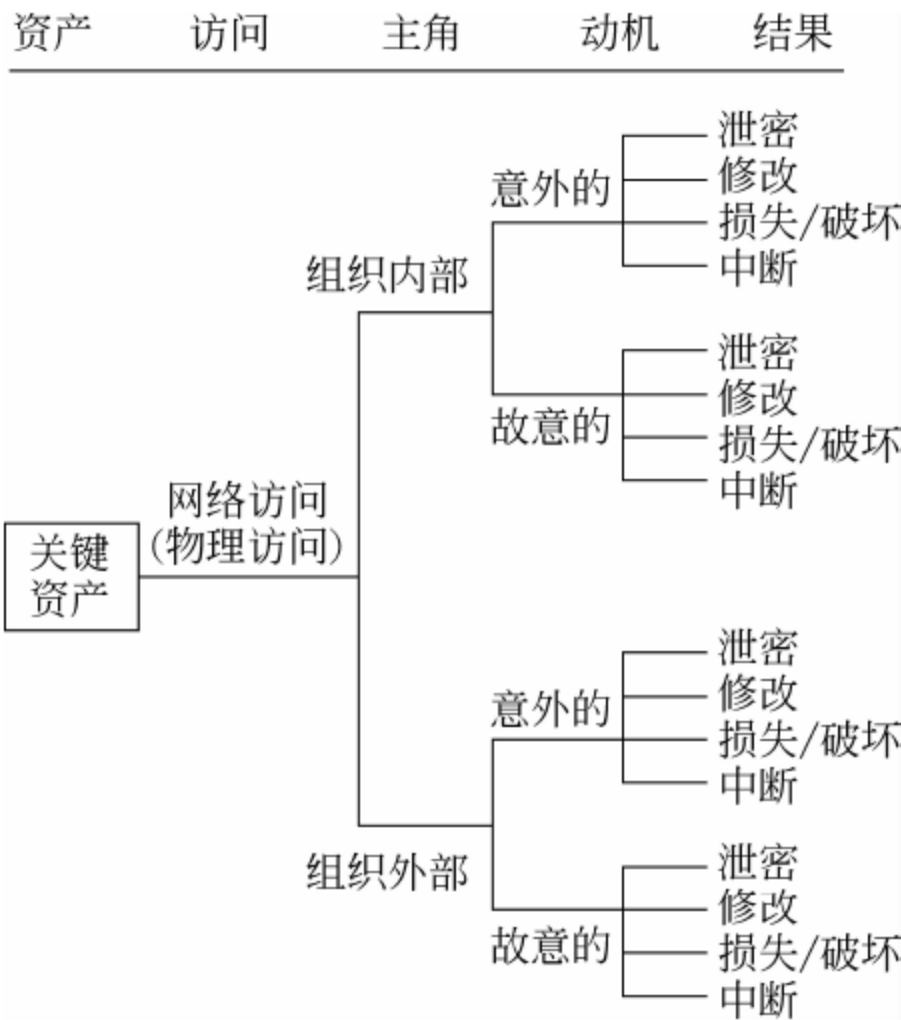 资产 访问 主角 动机 结果
泄密
意外的 修改
损失/破坏
组织内部 中断
泄密
修改
故意的 损失/破坏
中断
网络访问
(物理访问)
关键
资产
泄密
意外的 修改
损失/破坏
中断
组织外部 泄密
修改
故意的 损失/破坏
中断